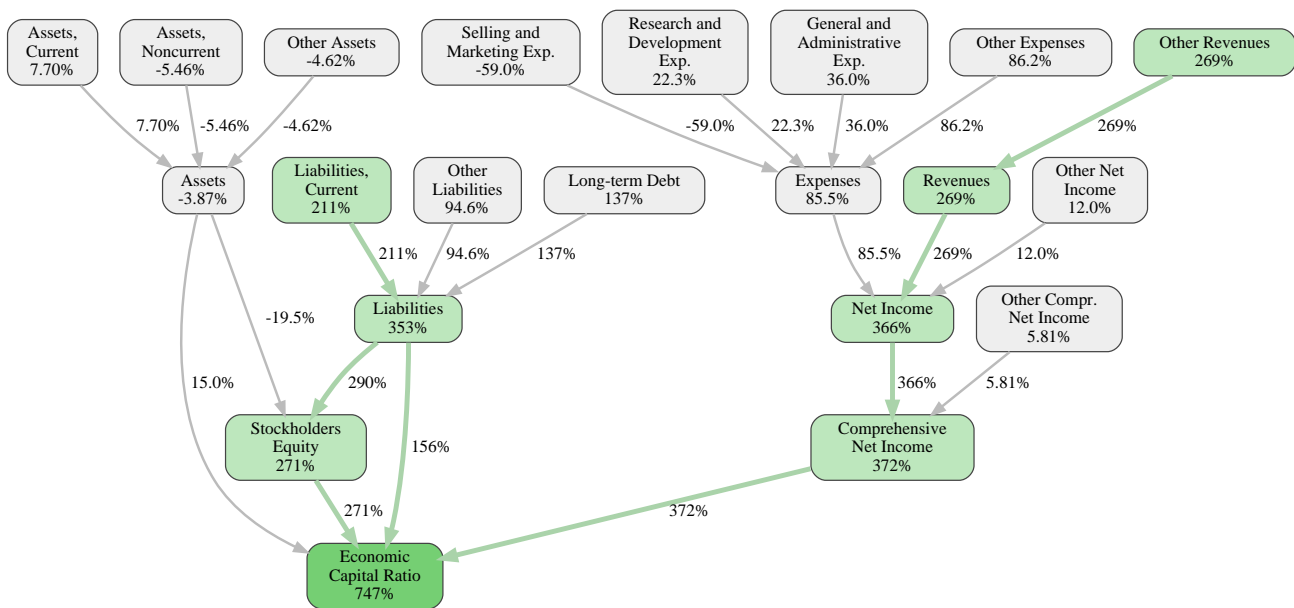 Assets,
Current
7.70%
Assets,
Noncurrent
-5.46%
Other Assets
-4.62%
Selling and
Marketing Exp.
-59.0%
Research and
Development
Exp.
22.3%
General and
Administrative
Exp.
36.0%
Other Expenses
86.2%
Other Revenues
269%
7.70%
-5.46%
-4.62%
-59.0%
22.3%
36.0%
86.2%
269%
Assets
-3.87%
Liabilities,
Current
211%
Other
Liabilities
94.6%
Long-term Debt
137%
Expenses
85.5%
Revenues
269%
Other Net
Income
12.0%
211%
94.6%
137%
85.5%
269%
12.0%
-19.5%
Liabilities
353%
Net Income
366%
Other Compr.
Net Income
5.81%
15.0%
290%
366%
5.81%
Stockholders
Equity
271%
156%
Comprehensive
Net Income
372%
271%
372%
Economic
Capital Ratio
747%